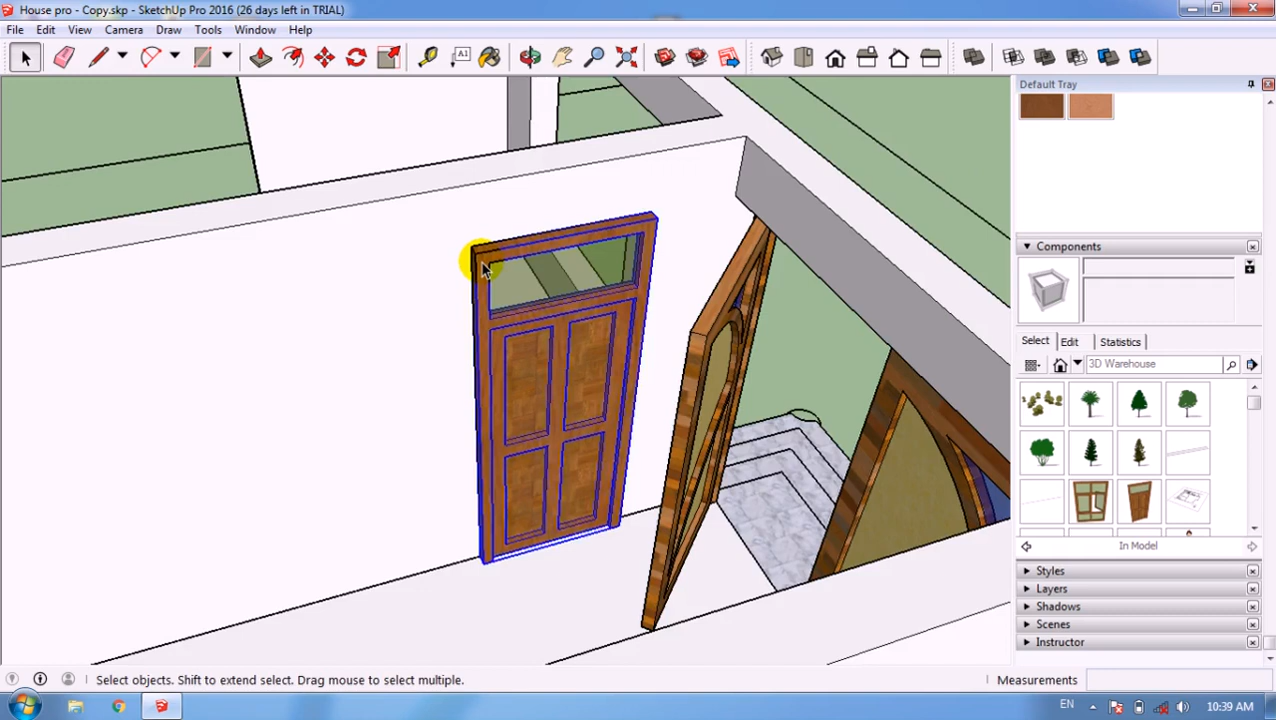 House pro - Copy.skp - SketchUp Pro 2016 (26 days left in TRIAL)
File Edit View Camera Draw Tools Window Help
A1
Default Tray
Components
Select Edit Statistics
3D Warehouse
In Model
Styles
Layers
Shadows
Scenes
Instructor
Select objects. Shift to extend select. Drag mouse to select multiple.
Measurements
EN
10:39 AM